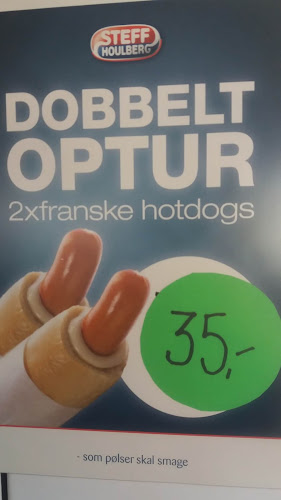 STEFF
HOULBERG
DOBBELT
OPTUR
2xfranske hotdogs
35,-
- som pølser skal smage